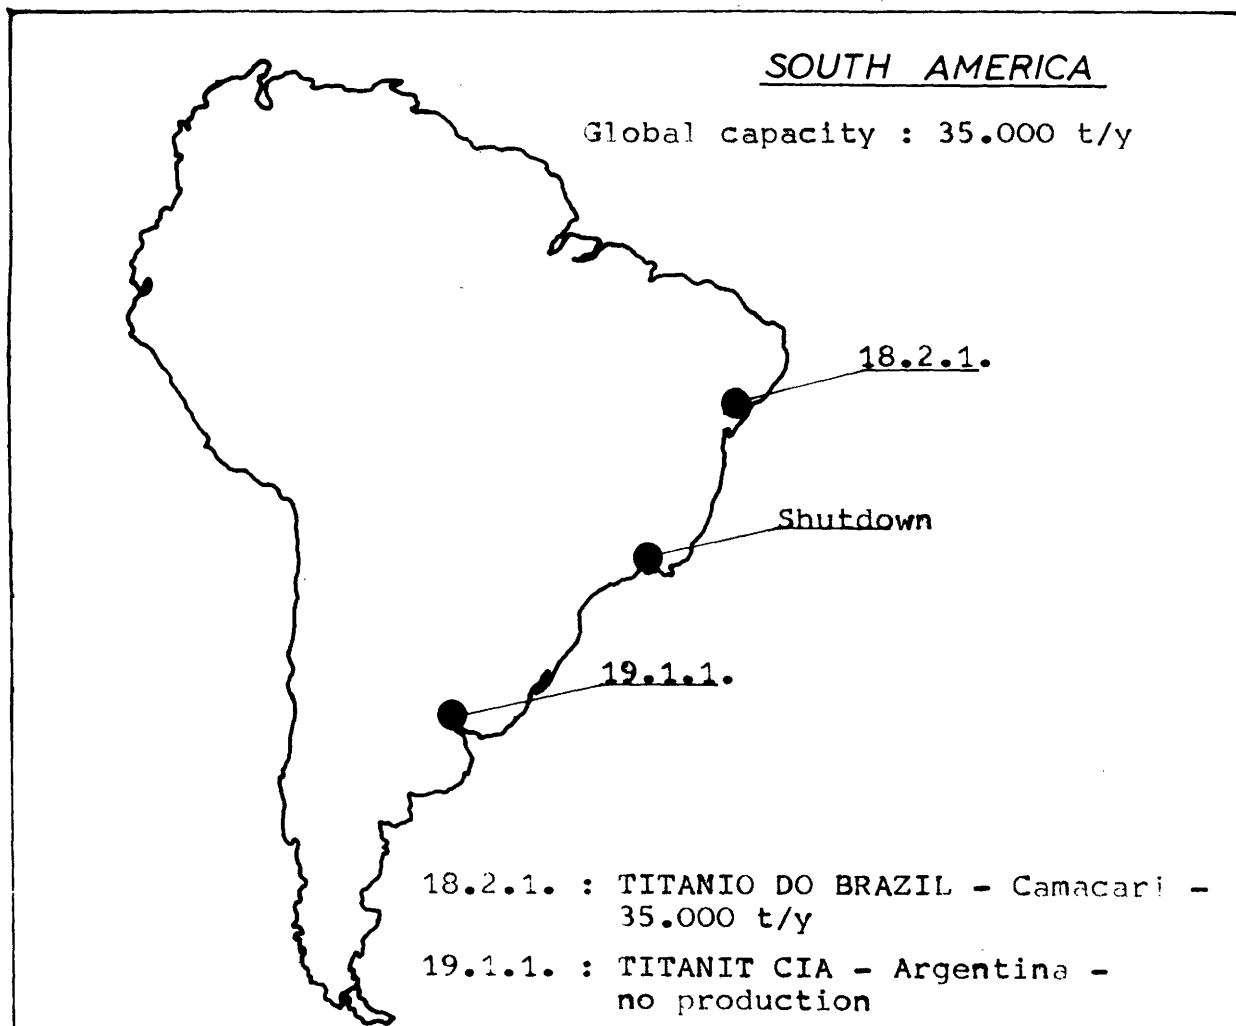 SOUTH AMERICA
Global capacity : 35.000 t/y
18.2.1.
Shutdown
19.1.1.
18.2.1. : TITANIO DO BRAZIL - Camacari -
35.000 t/y
19.1.1. : TITANIT CIA - Argentina -
no production